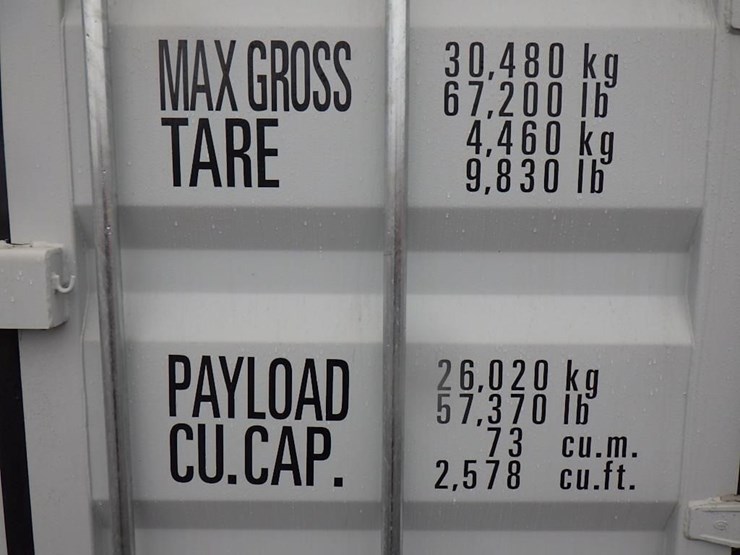 MAX GROSS 30,480 kg
67,200 lb
TARE 4,460 kg
9,830 lb
PAYLOAD 26,020 kg
57,370 lb
CU.CAP. 73 cu.m.
2,578 cu.ft.